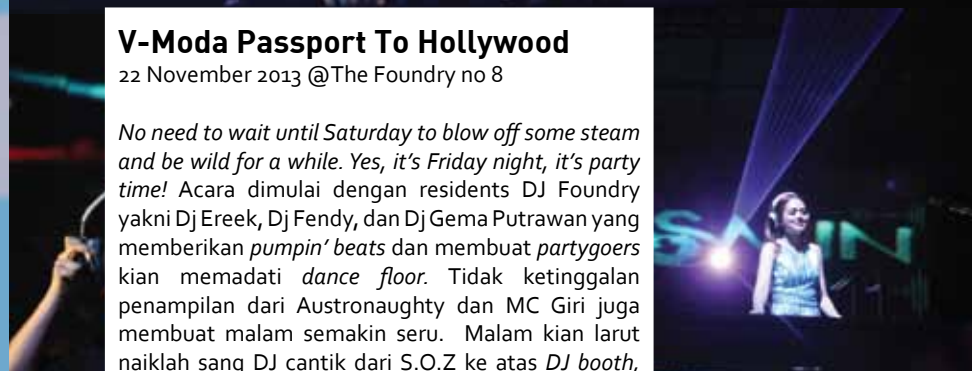 V-Moda Passport To Hollywood
22 November 2013 @The Foundry no 8
No need to wait until Saturday to blow off some steam
and be wild for a while. Yes, it's Friday night, it's party
time! Acara dimulai dengan residents DJ Foundry
yakni Dj Ereek, Dj Fendy, dan Dj Gema Putrawan yang
memberikan pumpin' beats dan membuat partygoers
kian memadati dance floor. Tidak ketinggalan
penampilan dari Austronaughty dan MC Giri juga
membuat malam semakin seru. Malam kian larut
naiklah sang DJ cantik dari S.O.Z ke atas DJ booth,